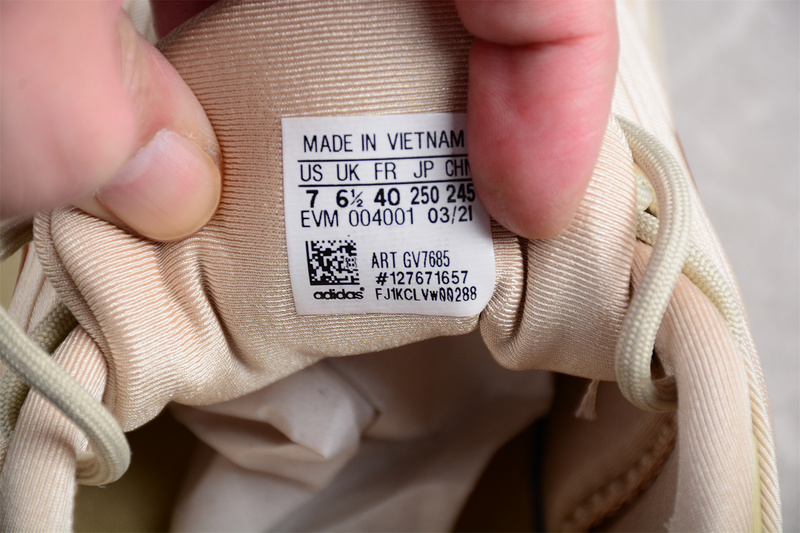 MADE IN VIETNAM
US UK FR JP CHN
7 6½ 40 250 245
EVM 004001 03/21
ART GV7685
#127671657
adidas FJ1KCLVw00288